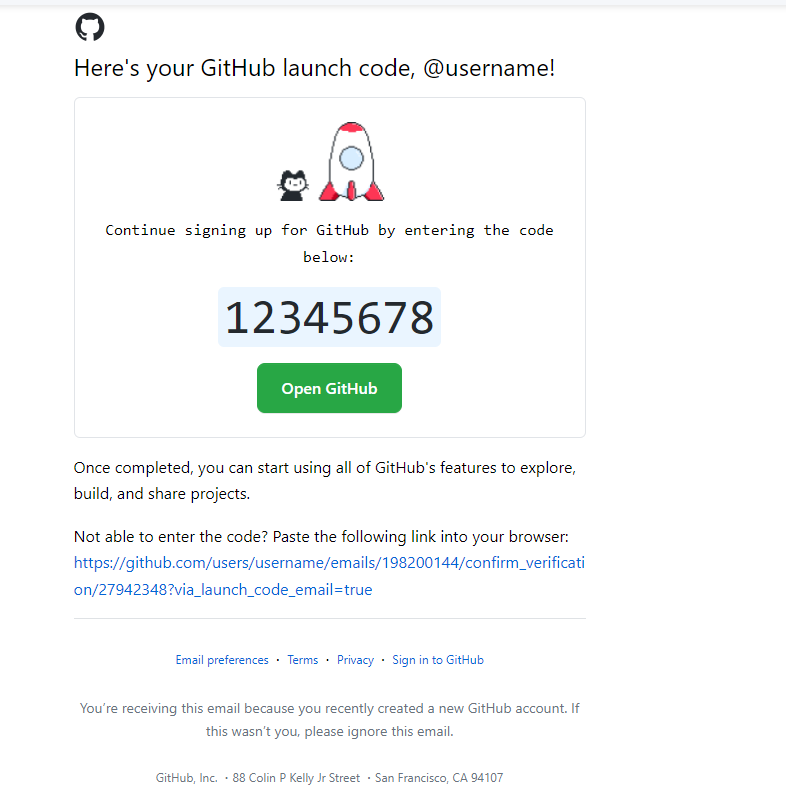 Here's your GitHub launch code, @username!
Continue signing up for GitHub by entering the code
below:
12345678
Open GitHub
Once completed, you can start using all of GitHub's features to explore,
build, and share projects.
Not able to enter the code? Paste the following link into your browser:
https://github.com/users/username/emails/198200144/confirm_verificati
on/27942348?via_launch_code_email=true
Email preferences · Terms · Privacy · Sign in to GitHub
You’re receiving this email because you recently created a new GitHub account. If
this wasn’t you, please ignore this email.
GitHub, Inc. ・88 Colin P Kelly Jr Street ・San Francisco, CA 94107